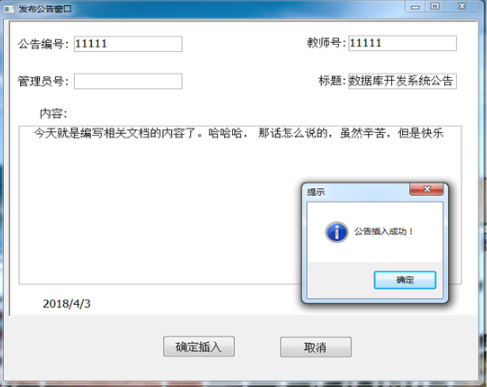 发布公告窗口
公告编号: 11111
教师号: 11111
管理员号:
标题: 数据库开发系统公告
内容:
今天就是编写相关文档的内容了。哈哈哈， 那话怎么说的，虽然辛苦，但是快乐
提示
公告插入成功！
确定
2018/4/3
确定插入
取消